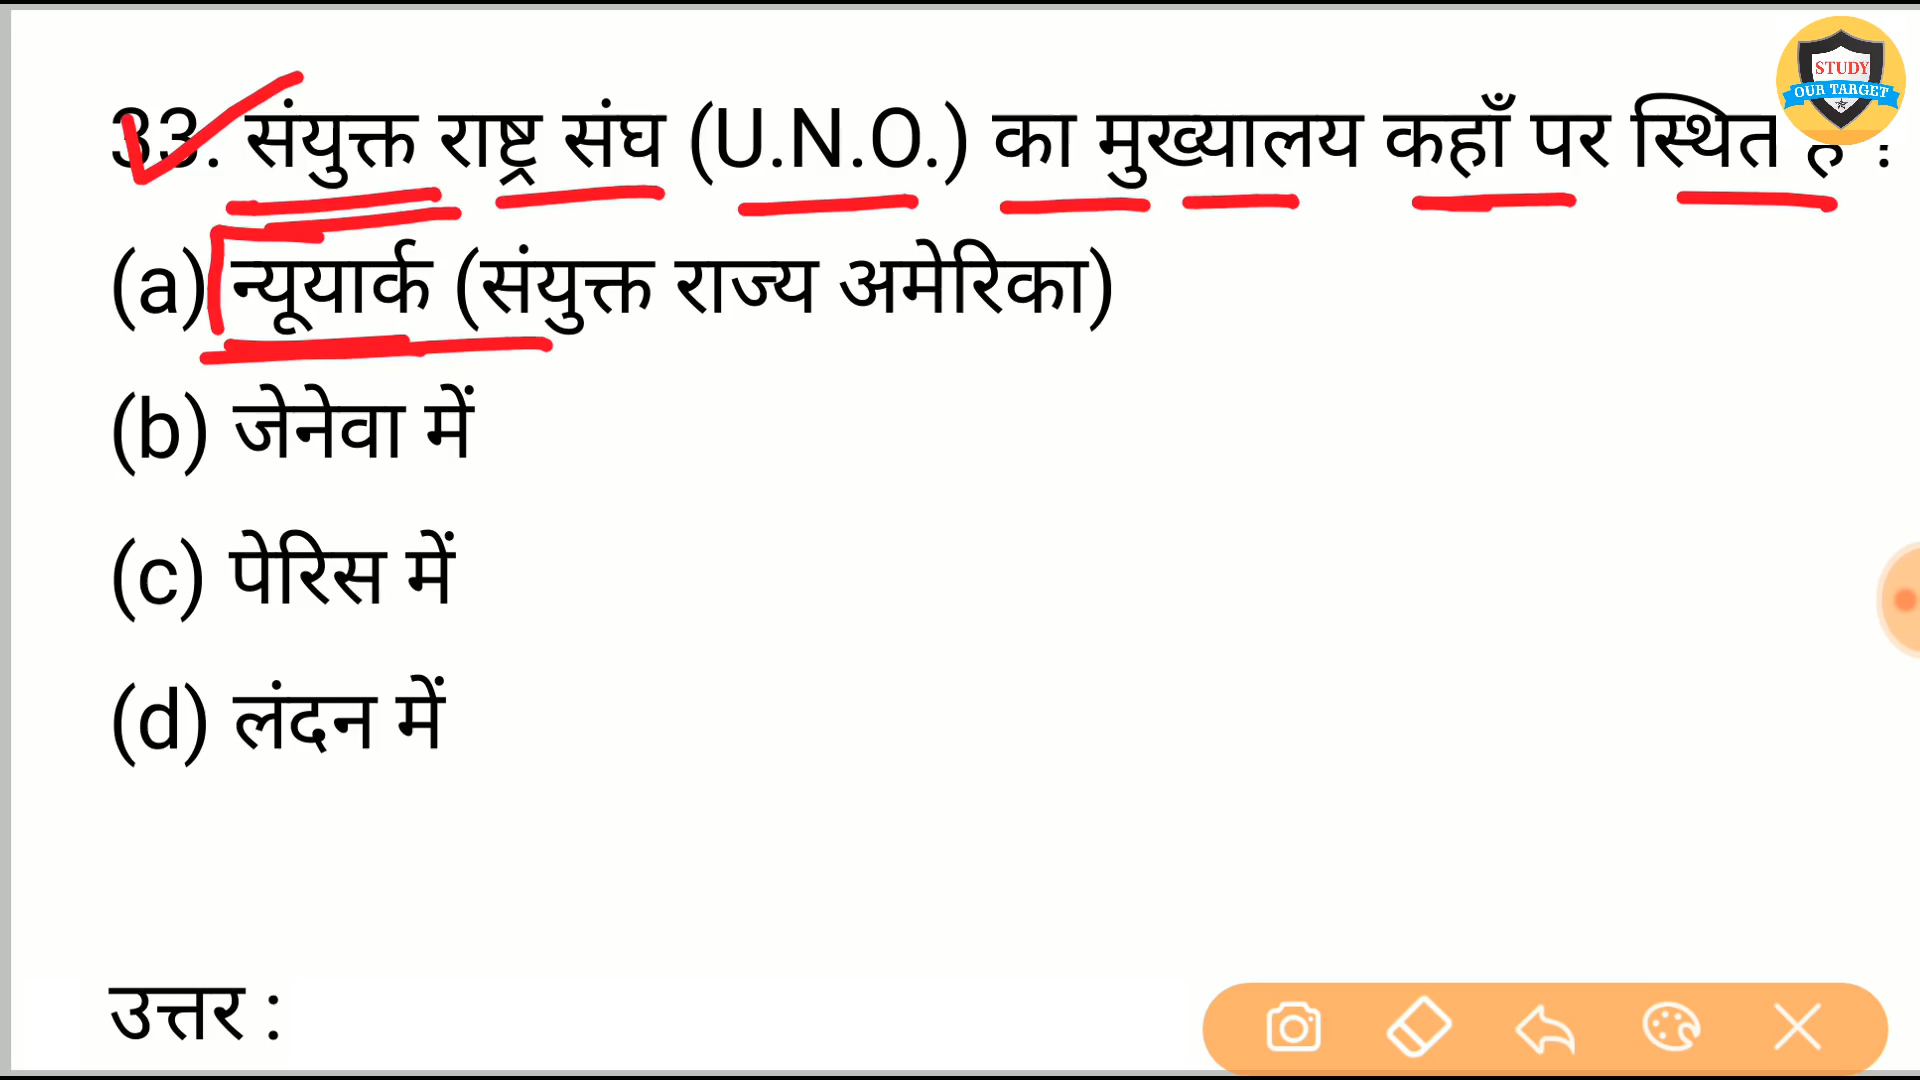 33. संयुक्त राष्ट्र संघ (U.N.O.) का मुख्यालय कहाँ पर स्थित है :
STUDY
OUR TARGET
(a) न्यूयार्क (संयुक्त राज्य अमेरिका)
(b) जेनेवा में
(c) पेरिस में
(d) लंदन में
उत्तर :